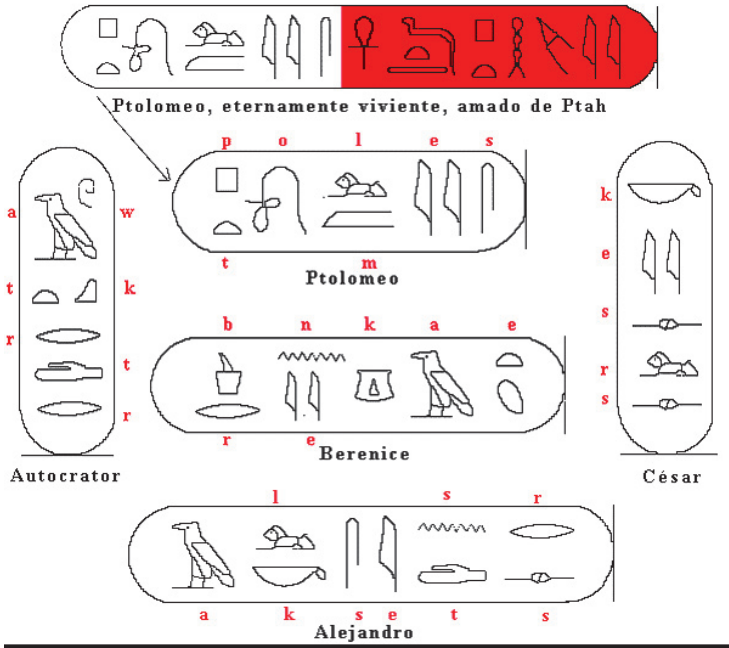 Ptolomeo, eternamente viviente, amado de Ptah
p o l e s
t m
Ptolomeo
a w
t k
r
t
r
Autocrator
k
e
s
r
s
César
b n k a e
r e
Berenice
l s r
a k s e t s
Alejandro